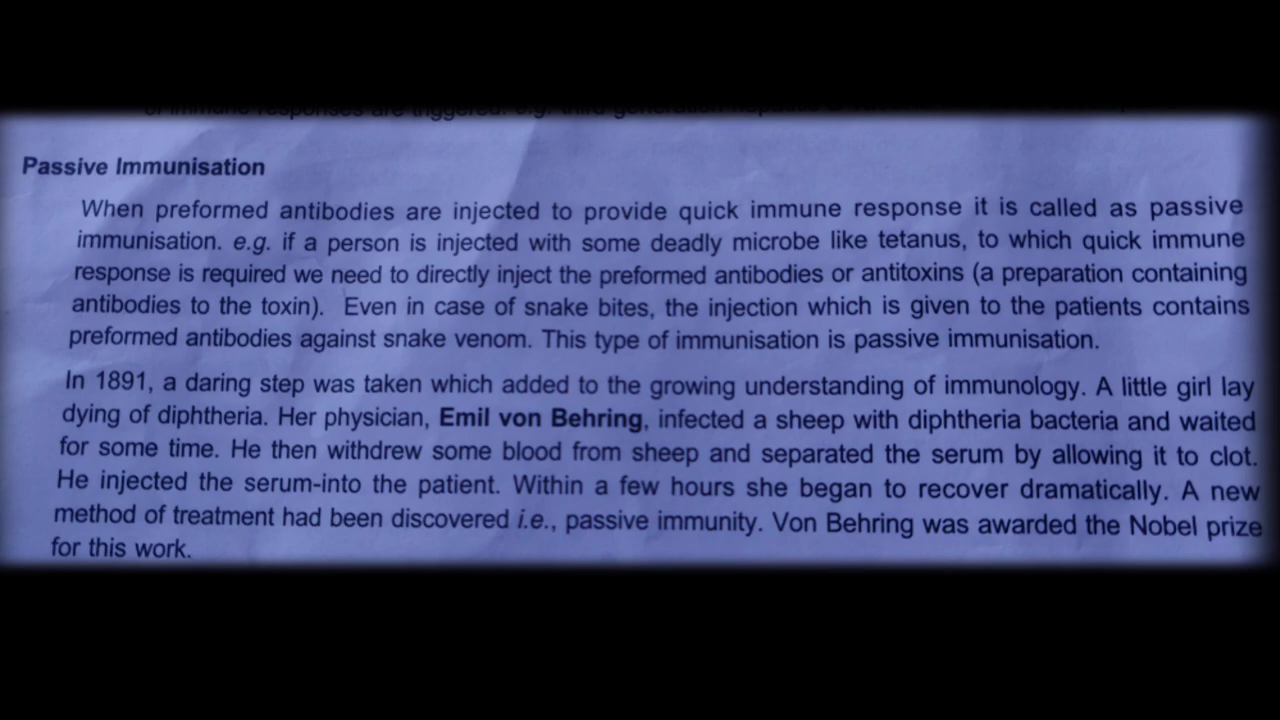 of immune responses are triggered. e.g. third generation
Passive Immunisation
When preformed antibodies are injected to provide quick immune response it is called as passive
immunisation. e.g. if a person is injected with some deadly microbe like tetanus, to which quick immune
response is required we need to directly inject the preformed antibodies or antitoxins (a preparation containing
antibodies to the toxin). Even in case of snake bites, the injection which is given to the patients contains
preformed antibodies against snake venom. This type of immunisation is passive immunisation.
In 1891, a daring step was taken which added to the growing understanding of immunology. A little girl lay
dying of diphtheria. Her physician, Emil von Behring, infected a sheep with diphtheria bacteria and waited
for some time. He then withdrew some blood from sheep and separated the serum by allowing it to clot.
He injected the serum-into the patient. Within a few hours she began to recover dramatically. A new
method of treatment had been discovered i.e., passive immunity. Von Behring was awarded the Nobel prize
for this work.